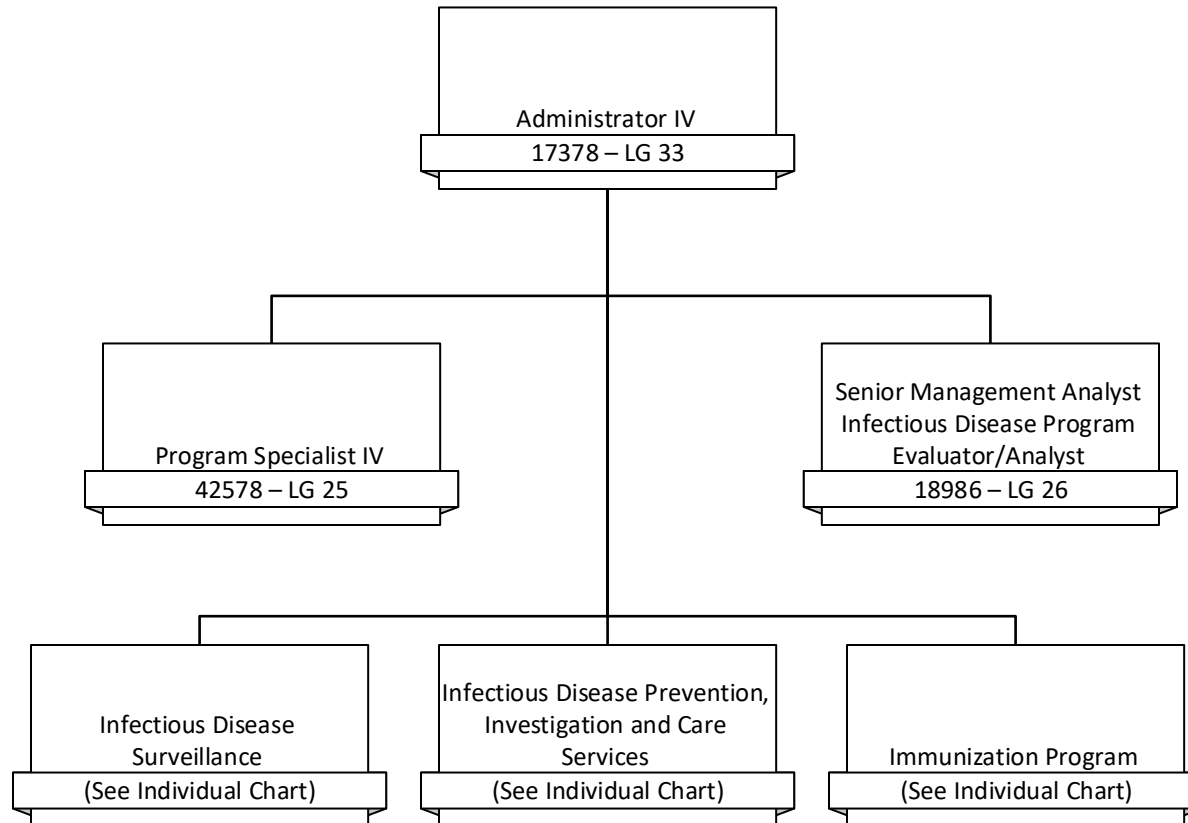 Administrator IV
17378 – LG 33
Program Specialist IV
42578 – LG 25
Senior Management Analyst
Infectious Disease Program
Evaluator/Analyst
18986 – LG 26
Infectious Disease
Surveillance
(See Individual Chart)
Infectious Disease Prevention,
Investigation and Care
Services
(See Individual Chart)
Immunization Program
(See Individual Chart)